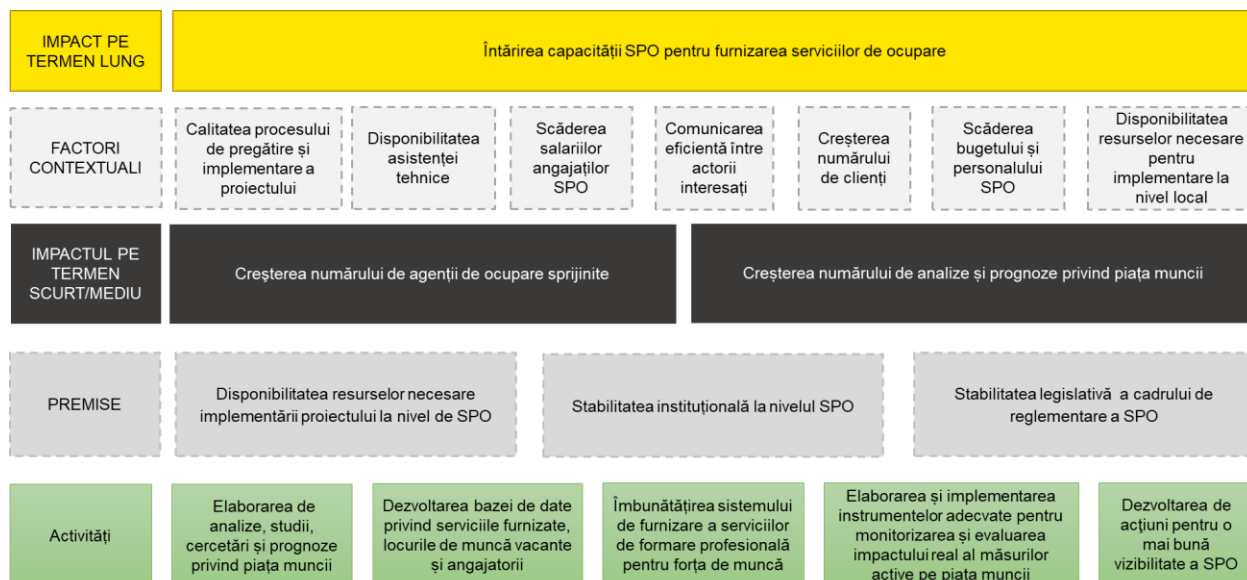 IMPACT PE
TERMEN LUNG
Întărirea capacității SPO pentru furnizarea serviciilor de ocupare
FACTORI
CONTEXTUALI
Calitatea procesului
de pregătire și
implementare a
proiectului
Disponibilitatea
asistenței
tehnice
Scăderea
salariilor
angajaților
SPO
Comunicarea
eficientă între
actorii
interesați
Creșterea
numărului
de clienți
Scăderea
bugetului și
personalului
SPO
Disponibilitatea
resurselor necesare
pentru
implementare la
nivel local
IMPACTUL PE
TERMEN
SCURT/MEDIU
Creşterea numărului de agenții de ocupare sprijinite
Creșterea numărului de analize și prognoze privind piața muncii
PREMISE
Disponibilitatea resurselor necesare
implementării proiectului la nivel de SPO
Stabilitatea instituțională la nivelul SPO
Stabilitatea legislativă a cadrului de
reglementare a SPO
Activități
Elaborarea de
analize, studii,
cercetări și prognoze
privind piața muncii
Dezvoltarea bazei de date
privind serviciile furnizate,
locurile de muncă vacante
și angajatorii
Îmbunătățirea sistemului
de furnizare a serviciilor
de formare profesională
pentru forța de muncă
Elaborarea și implementarea
instrumentelor adecvate pentru
monitorizarea și evaluarea
impactului real al măsurilor
active pe piața muncii
Dezvoltarea de
acţiuni pentru o
mai bună
vizibilitate a SPO